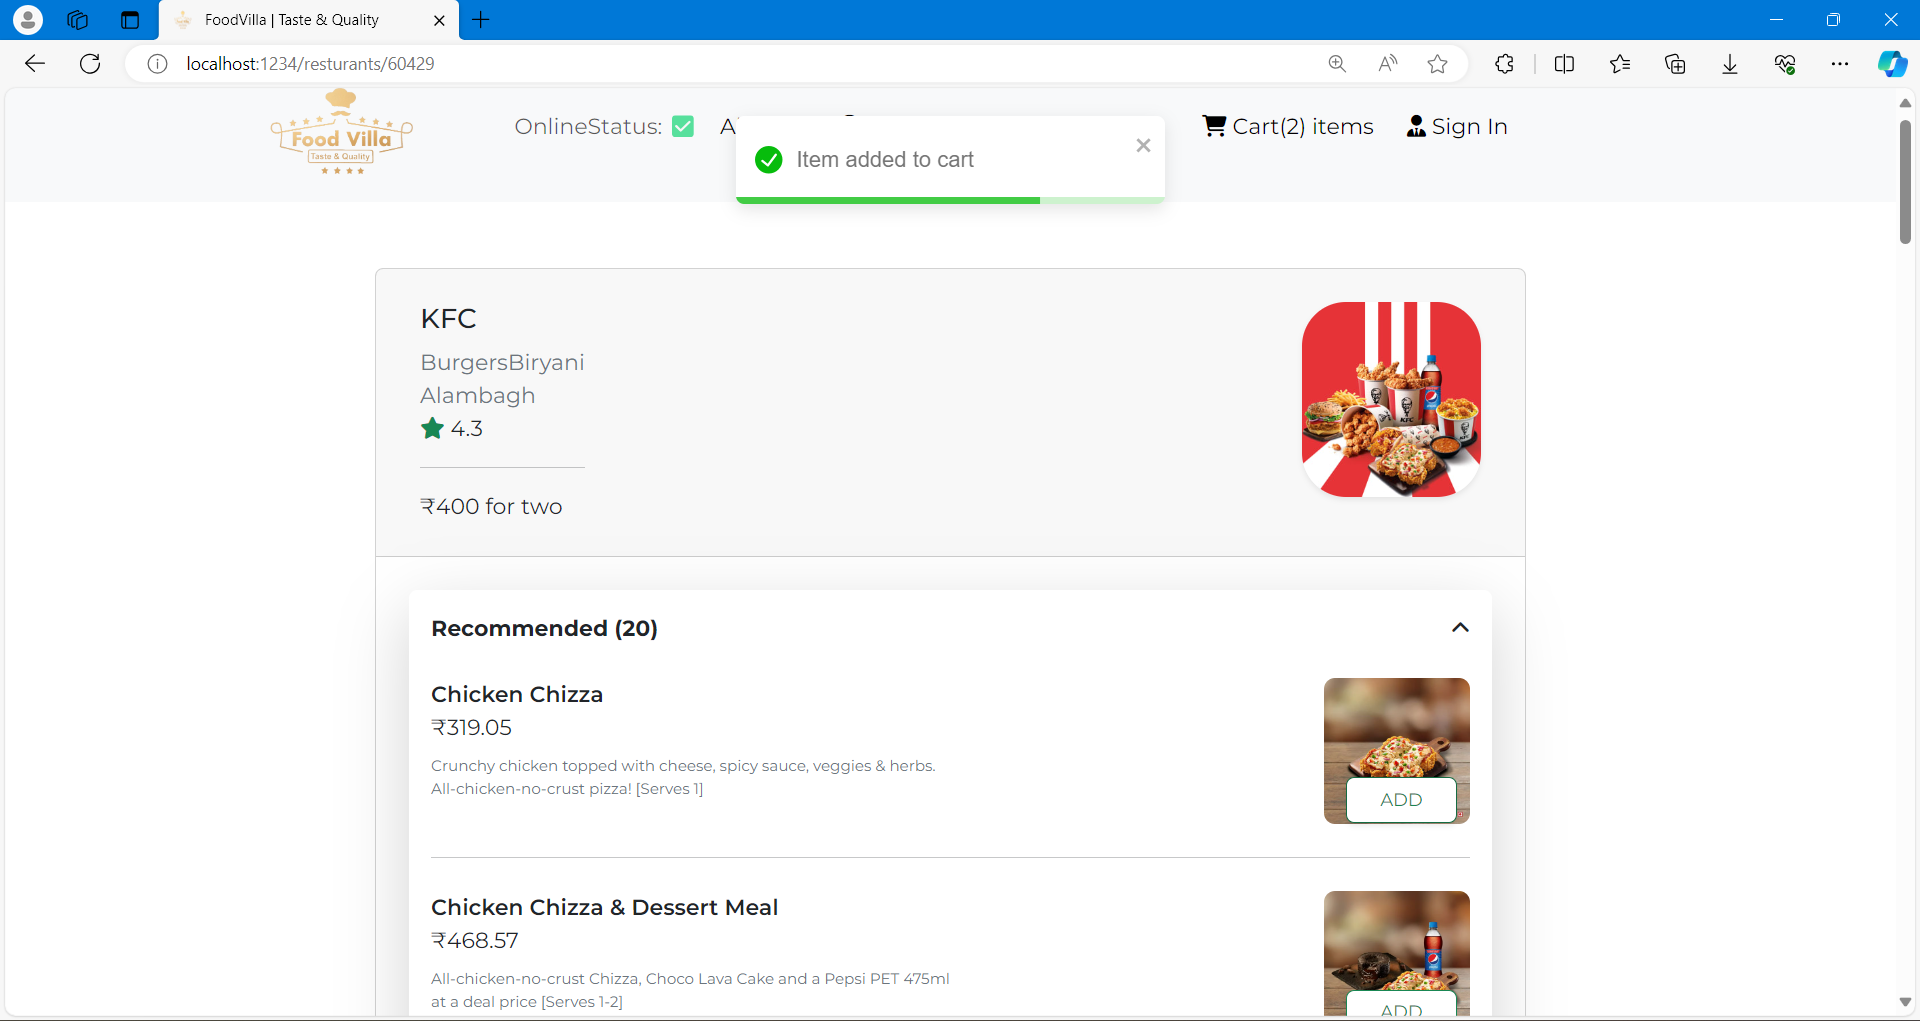 FoodVilla | Taste & Quality
localhost:1234/resturants/60429
Food Villa
Taste & Quality
OnlineStatus: ✅
Cart(2) items
Sign In
Item added to cart
KFC
BurgersBiryani
Alambagh
4.3
₹400 for two
Recommended (20)
Chicken Chizza
₹319.05
Crunchy chicken topped with cheese, spicy sauce, veggies & herbs.
All-chicken-no-crust pizza! [Serves 1]
ADD
Chicken Chizza & Dessert Meal
₹468.57
All-chicken-no-crust Chizza, Choco Lava Cake and a Pepsi PET 475ml
at a deal price [Serves 1-2]
ADD